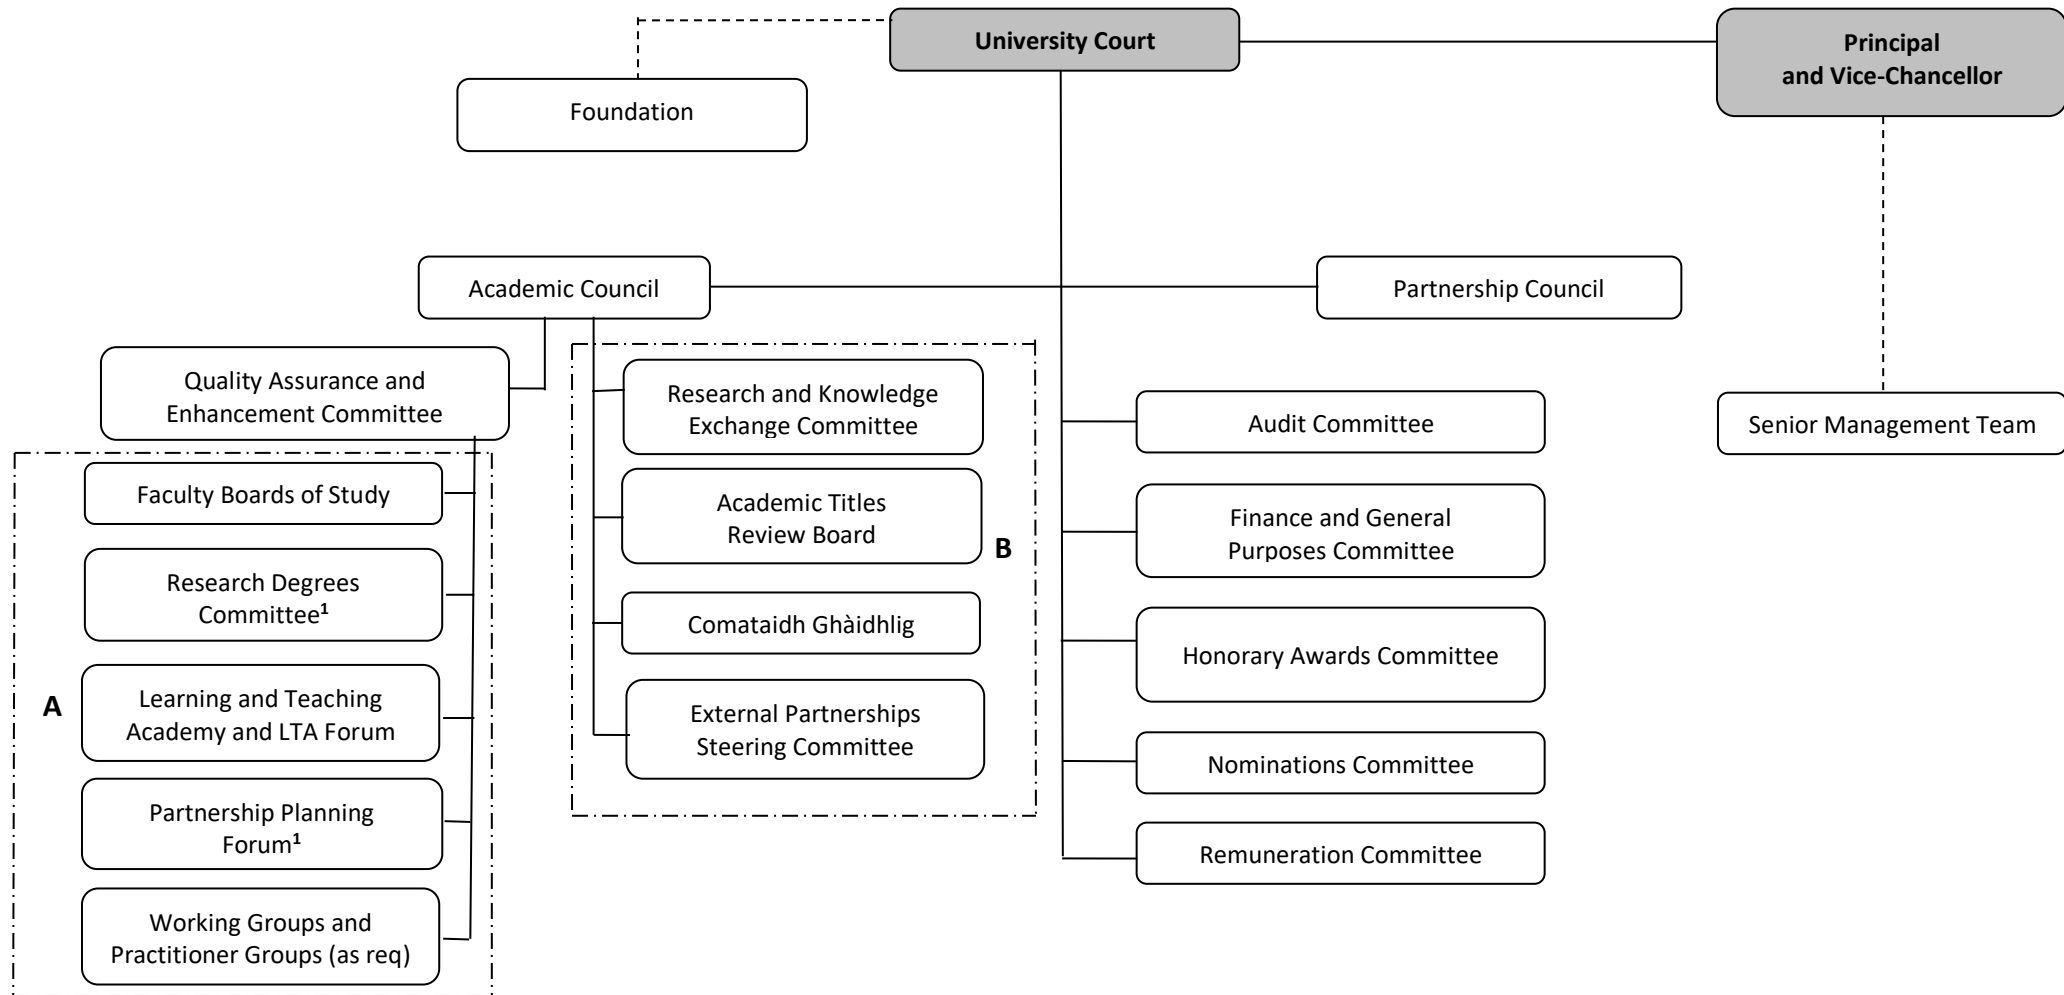 University Court
Principal
and Vice-Chancellor
Foundation
Academic Council
Partnership Council
Quality Assurance and
Enhancement Committee
Faculty Boards of Study
Research Degrees
Committee¹
A
Learning and Teaching
Academy and LTA Forum
Partnership Planning
Forum¹
Working Groups and
Practitioner Groups (as req)
Research and Knowledge
Exchange Committee
Academic Titles
Review Board
B
Comataidh Ghàidhlig
External Partnerships
Steering Committee
Audit Committee
Finance and General
Purposes Committee
Honorary Awards Committee
Nominations Committee
Remuneration Committee
Senior Management Team